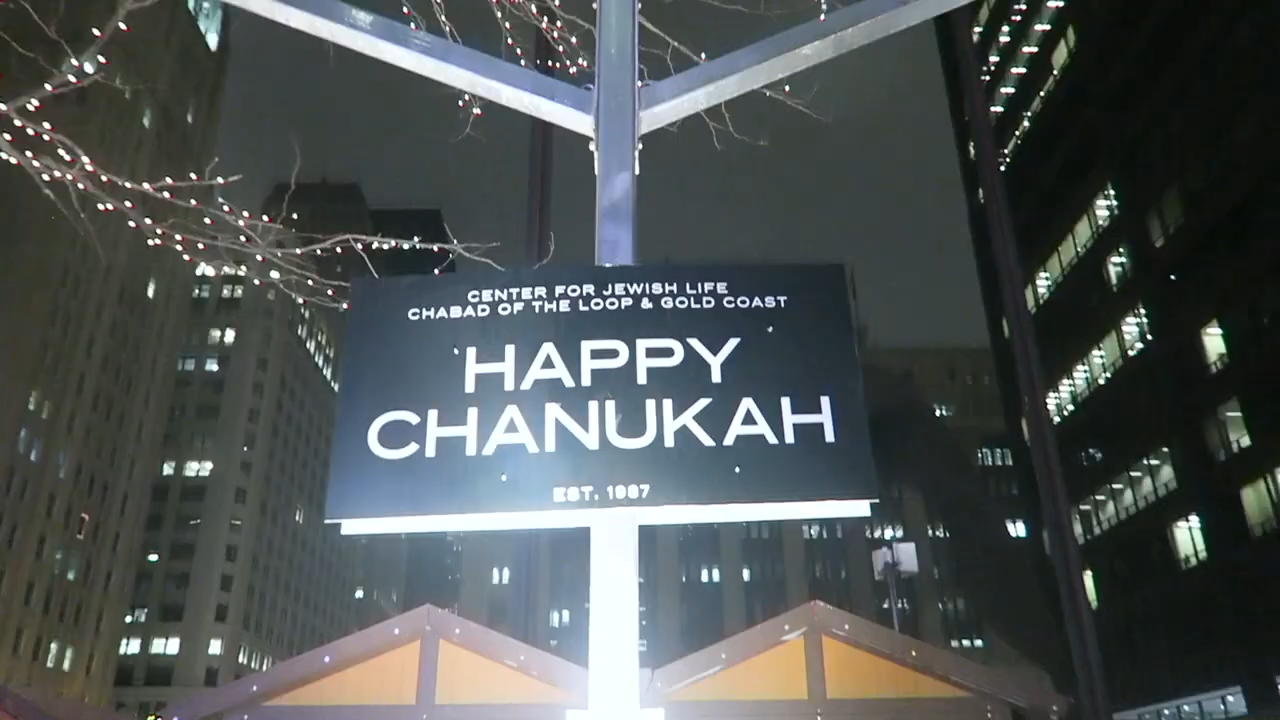 CENTER FOR JEWISH LIFE
CHABAD OF THE LOOP & GOLD COAST
HAPPY
CHANUKAH
EST. 1987